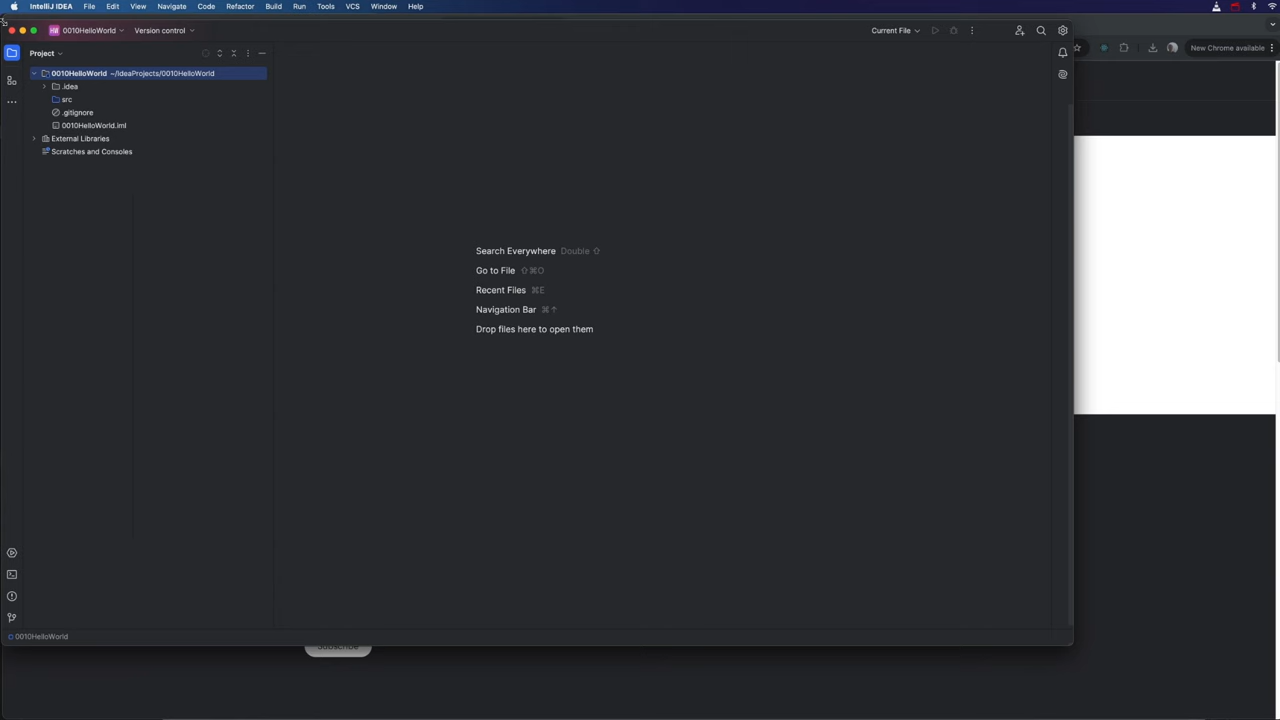 IntelliJ IDEA File Edit View Navigate Code Refactor Build Run Tools VCS Window Help
HW 0010HelloWorld Version control Current File
New Chrome available
Project
0010HelloWorld ~/IdeaProjects/0010HelloWorld
.idea
src
.gitignore
0010HelloWorld.iml
External Libraries
Scratches and Consoles
Search Everywhere Double ⇧
Go to File ⇧⌘O
Recent Files ⌘E
Navigation Bar ⌘↑
Drop files here to open them
0010HelloWorld
Subscribe